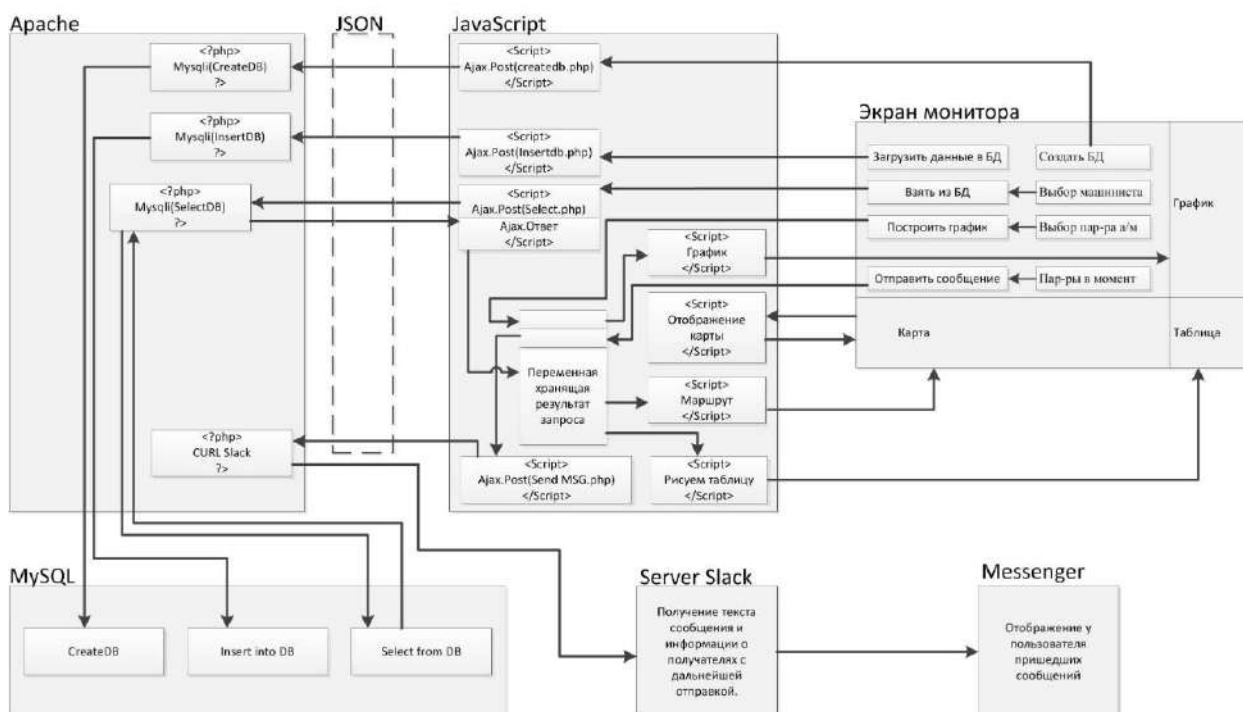 Apache
<?php>
Mysqli(CreateDB)
?>
<?php>
Mysqli(InsertDB)
?>
<?php>
Mysqli(SelectDB)
?>
<?php>
CURL Slack
?>
JSON
JavaScript
<Script>
Ajax.Post(createdb.php)
</Script>
<Script>
Ajax.Post(Insertdb.php)
</Script>
<Script>
Ajax.Post(Select.php)
Ajax.Ответ
</Script>
<Script>
График
</Script>
<Script>
Отображение
карты
</Script>
Переменная
хранящая
результат
запроса
<Script>
Маршрут
</Script>
<Script>
Ajax.Post(Send MSG.php)
</Script>
<Script>
Рисуем таблицу
</Script>
Экран монитора
Загрузить данные в БД
Создать БД
Взять из БД
Выбор машиниста
График
Построить график
Выбор пар-ра а/м
Отправить сообщение
Пар-ры в момент
Карта
Таблица
MySQL
CreateDB
Insert into DB
Select from DB
Server Slack
Получение текста
сообщения и
информации о
получателях с
дальнейшей
отправкой.
Messenger
Отображение у
пользователя
пришедших
сообщений